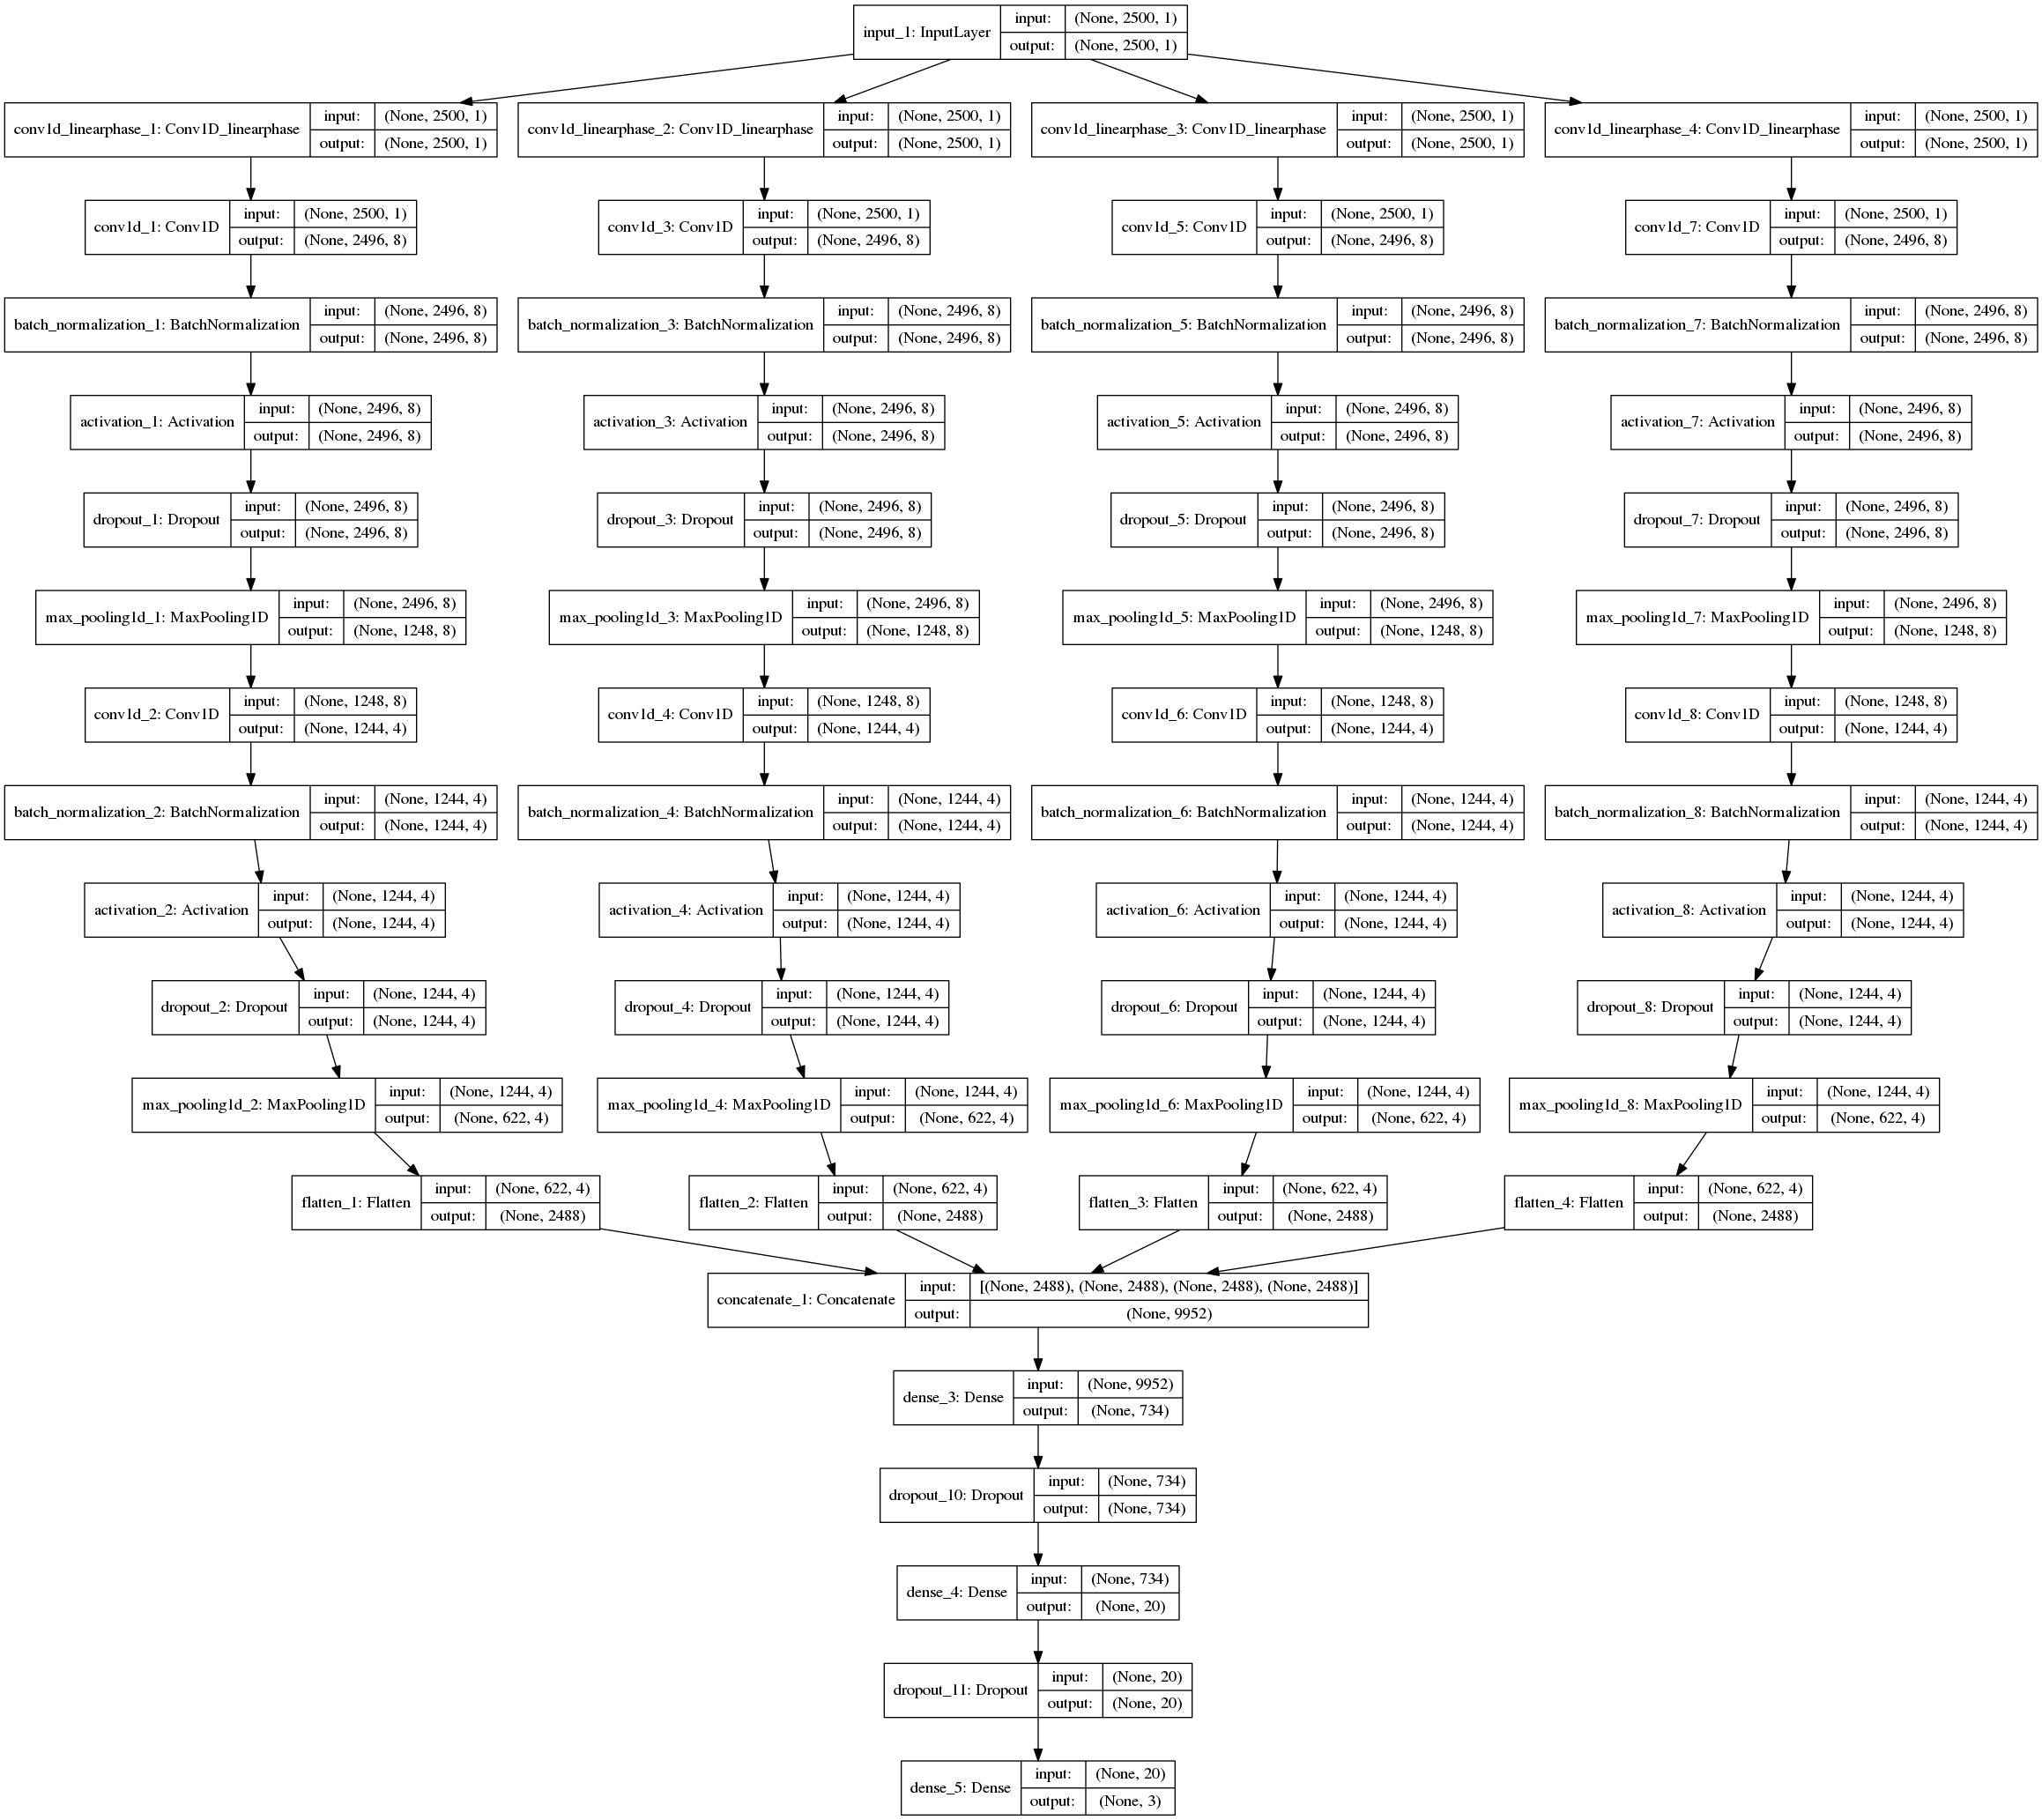 input_1: InputLayer input: (None, 2500, 1)
output: (None, 2500, 1)
conv1d_linearphase_1: Conv1D_linearphase input: (None, 2500, 1)
output: (None, 2500, 1)
conv1d_linearphase_2: Conv1D_linearphase input: (None, 2500, 1)
output: (None, 2500, 1)
conv1d_linearphase_3: Conv1D_linearphase input: (None, 2500, 1)
output: (None, 2500, 1)
conv1d_linearphase_4: Conv1D_linearphase input: (None, 2500, 1)
output: (None, 2500, 1)
conv1d_1: Conv1D input: (None, 2500, 1)
output: (None, 2496, 8)
conv1d_3: Conv1D input: (None, 2500, 1)
output: (None, 2496, 8)
conv1d_5: Conv1D input: (None, 2500, 1)
output: (None, 2496, 8)
conv1d_7: Conv1D input: (None, 2500, 1)
output: (None, 2496, 8)
batch_normalization_1: BatchNormalization input: (None, 2496, 8)
output: (None, 2496, 8)
batch_normalization_3: BatchNormalization input: (None, 2496, 8)
output: (None, 2496, 8)
batch_normalization_5: BatchNormalization input: (None, 2496, 8)
output: (None, 2496, 8)
batch_normalization_7: BatchNormalization input: (None, 2496, 8)
output: (None, 2496, 8)
activation_1: Activation input: (None, 2496, 8)
output: (None, 2496, 8)
activation_3: Activation input: (None, 2496, 8)
output: (None, 2496, 8)
activation_5: Activation input: (None, 2496, 8)
output: (None, 2496, 8)
activation_7: Activation input: (None, 2496, 8)
output: (None, 2496, 8)
dropout_1: Dropout input: (None, 2496, 8)
output: (None, 2496, 8)
dropout_3: Dropout input: (None, 2496, 8)
output: (None, 2496, 8)
dropout_5: Dropout input: (None, 2496, 8)
output: (None, 2496, 8)
dropout_7: Dropout input: (None, 2496, 8)
output: (None, 2496, 8)
max_pooling1d_1: MaxPooling1D input: (None, 2496, 8)
output: (None, 1248, 8)
max_pooling1d_3: MaxPooling1D input: (None, 2496, 8)
output: (None, 1248, 8)
max_pooling1d_5: MaxPooling1D input: (None, 2496, 8)
output: (None, 1248, 8)
max_pooling1d_7: MaxPooling1D input: (None, 2496, 8)
output: (None, 1248, 8)
conv1d_2: Conv1D input: (None, 1248, 8)
output: (None, 1244, 4)
conv1d_4: Conv1D input: (None, 1248, 8)
output: (None, 1244, 4)
conv1d_6: Conv1D input: (None, 1248, 8)
output: (None, 1244, 4)
conv1d_8: Conv1D input: (None, 1248, 8)
output: (None, 1244, 4)
batch_normalization_2: BatchNormalization input: (None, 1244, 4)
output: (None, 1244, 4)
batch_normalization_4: BatchNormalization input: (None, 1244, 4)
output: (None, 1244, 4)
batch_normalization_6: BatchNormalization input: (None, 1244, 4)
output: (None, 1244, 4)
batch_normalization_8: BatchNormalization input: (None, 1244, 4)
output: (None, 1244, 4)
activation_2: Activation input: (None, 1244, 4)
output: (None, 1244, 4)
activation_4: Activation input: (None, 1244, 4)
output: (None, 1244, 4)
activation_6: Activation input: (None, 1244, 4)
output: (None, 1244, 4)
activation_8: Activation input: (None, 1244, 4)
output: (None, 1244, 4)
dropout_2: Dropout input: (None, 1244, 4)
output: (None, 1244, 4)
dropout_4: Dropout input: (None, 1244, 4)
output: (None, 1244, 4)
dropout_6: Dropout input: (None, 1244, 4)
output: (None, 1244, 4)
dropout_8: Dropout input: (None, 1244, 4)
output: (None, 1244, 4)
max_pooling1d_2: MaxPooling1D input: (None, 1244, 4)
output: (None, 622, 4)
max_pooling1d_4: MaxPooling1D input: (None, 1244, 4)
output: (None, 622, 4)
max_pooling1d_6: MaxPooling1D input: (None, 1244, 4)
output: (None, 622, 4)
max_pooling1d_8: MaxPooling1D input: (None, 1244, 4)
output: (None, 622, 4)
flatten_1: Flatten input: (None, 622, 4)
output: (None, 2488)
flatten_2: Flatten input: (None, 622, 4)
output: (None, 2488)
flatten_3: Flatten input: (None, 622, 4)
output: (None, 2488)
flatten_4: Flatten input: (None, 622, 4)
output: (None, 2488)
concatenate_1: Concatenate input: [(None, 2488), (None, 2488), (None, 2488), (None, 2488)]
output: (None, 9952)
dense_3: Dense input: (None, 9952)
output: (None, 734)
dropout_10: Dropout input: (None, 734)
output: (None, 734)
dense_4: Dense input: (None, 734)
output: (None, 20)
dropout_11: Dropout input: (None, 20)
output: (None, 20)
dense_5: Dense input: (None, 20)
output: (None, 3)